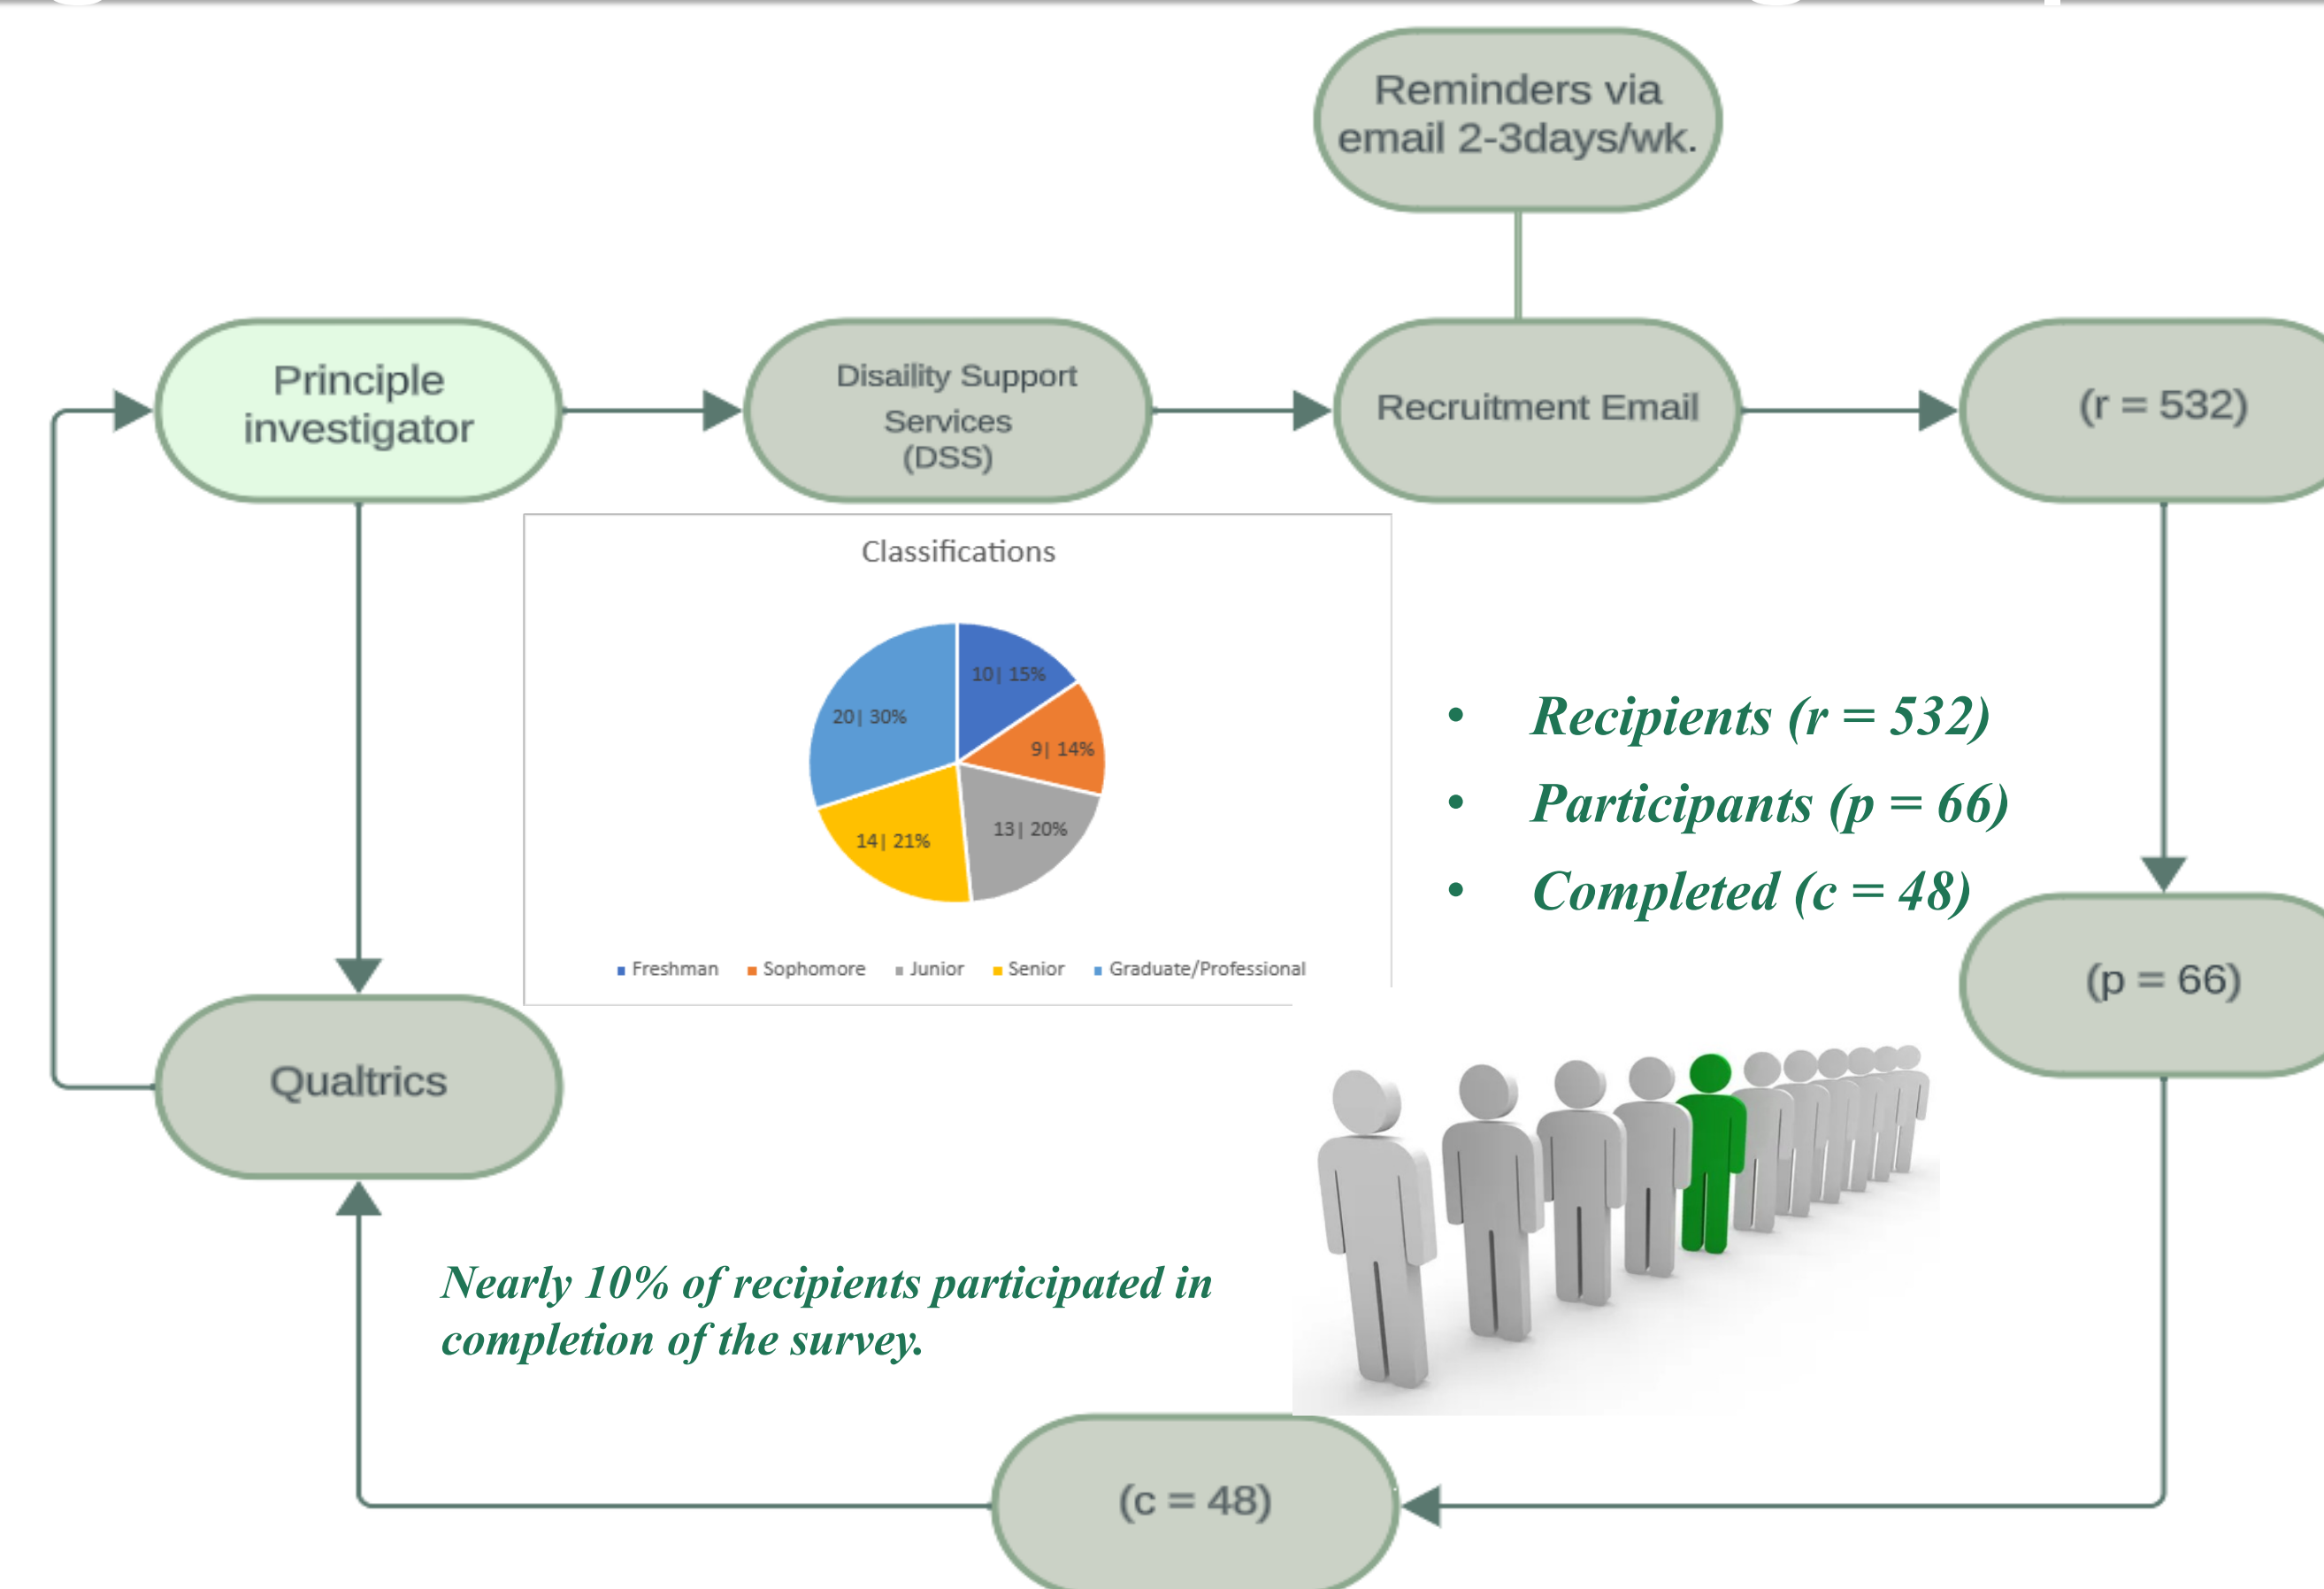 Reminders via
email 2-3days/wk.
Principle
investigator
Disaility Support
Services
(DSS)
Recruitment Email
(r = 532)
Classifications
10| 15%
9| 14%
13| 20%
14| 21%
20| 30%
Freshman Sophomore Junior Senior Graduate/Professional
• Recipients (r = 532)
• Participants (p = 66)
• Completed (c = 48)
(p = 66)
Qualtrics
Nearly 10% of recipients participated in
completion of the survey.
(c = 48)